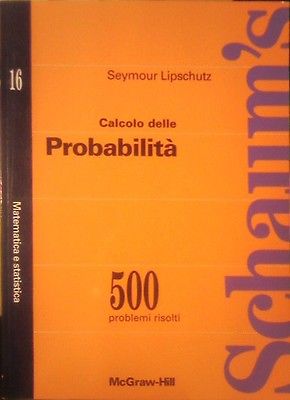 16
Matematica e statistica
Seymour Lipschutz
Calcolo delle
Probabilità
500
problemi risolti
McGraw-Hill
Schaum's